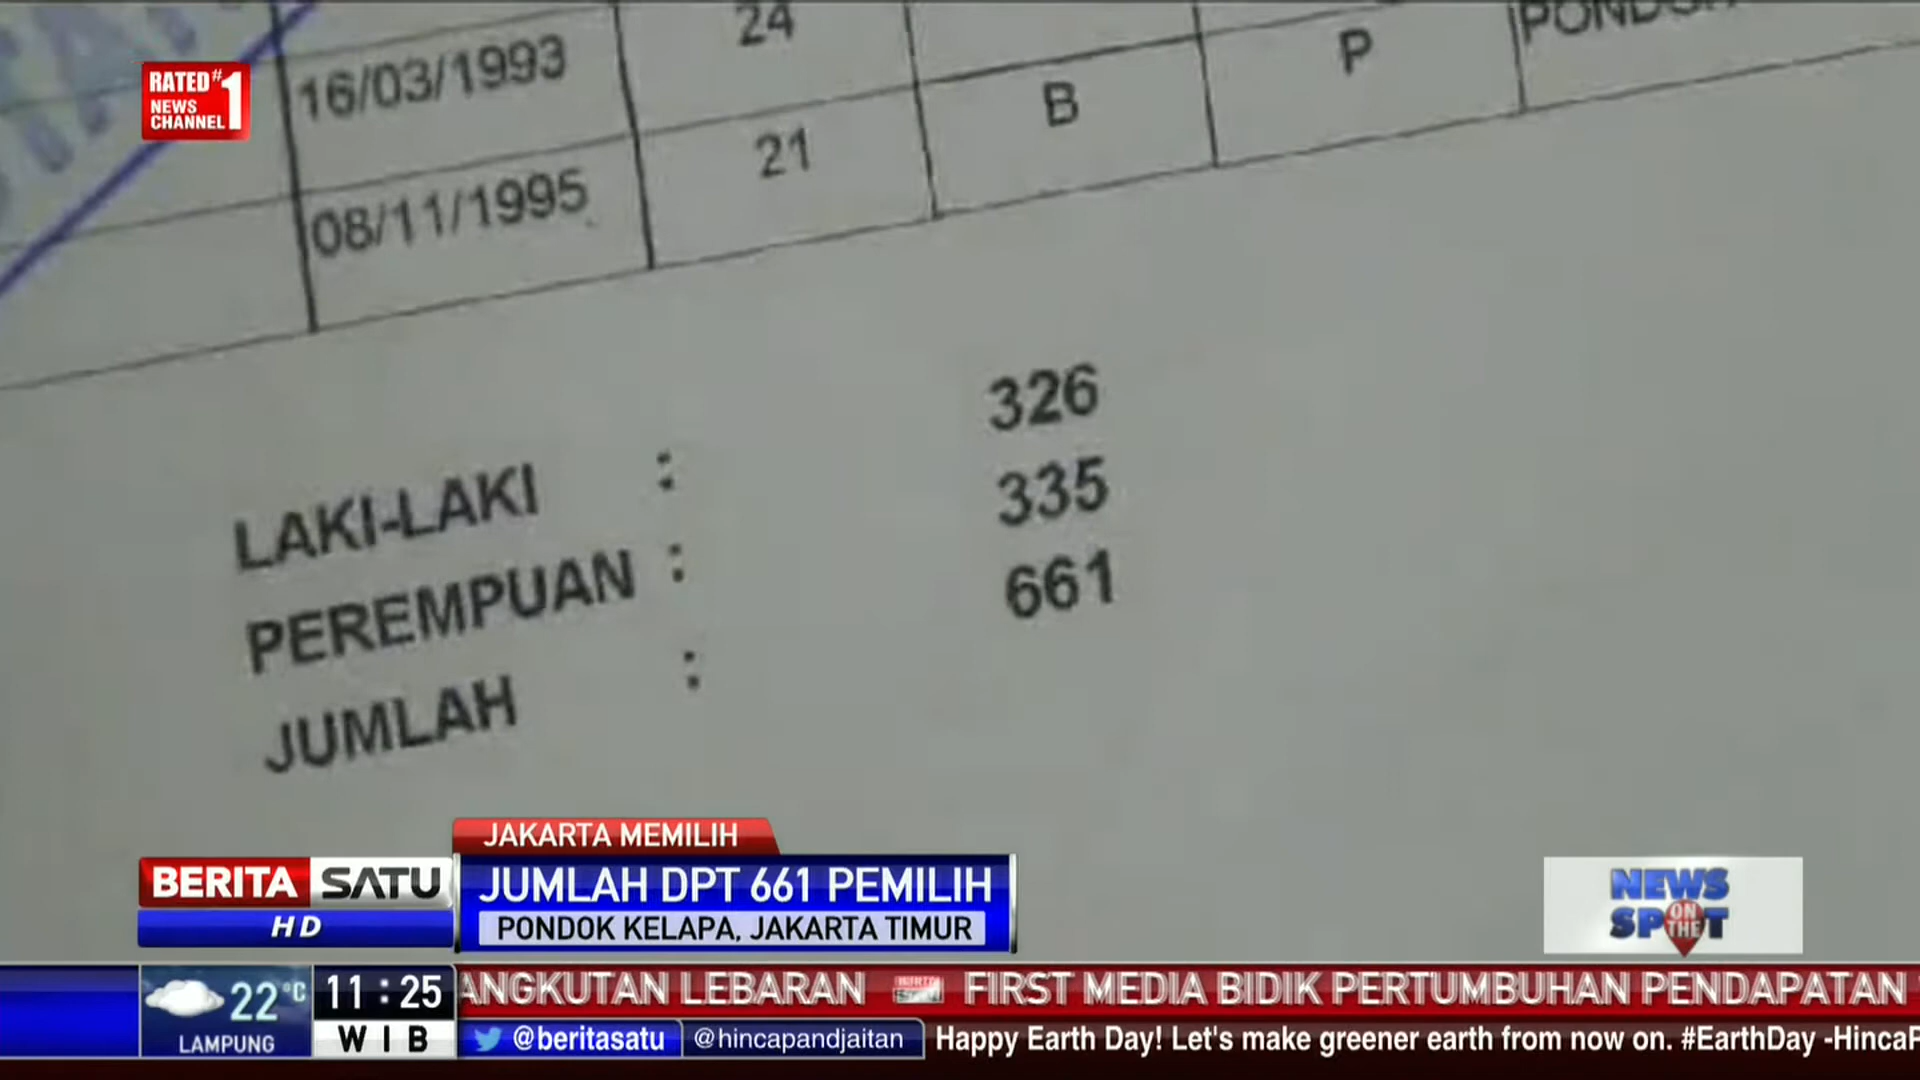 24
16/03/1993
P
B
21
08/11/1995
RATED #1
NEWS
CHANNEL
LAKI-LAKI : 326
PEREMPUAN : 335
JUMLAH : 661
JAKARTA MEMILIH
BERITA SATU
HD
JUMLAH DPT 661 PEMILIH
PONDOK KELAPA, JAKARTA TIMUR
NEWS
ON THE
SPOT
22°C
LAMPUNG
11:25
WIB
ANGKUTAN LEBARAN
FIRST MEDIA BIDIK PERTUMBUHAN PENDAPATAN
@beritasatu
@hincapandjaitan
Happy Earth Day! Let's make greener earth from now on. #EarthDay -HincaP